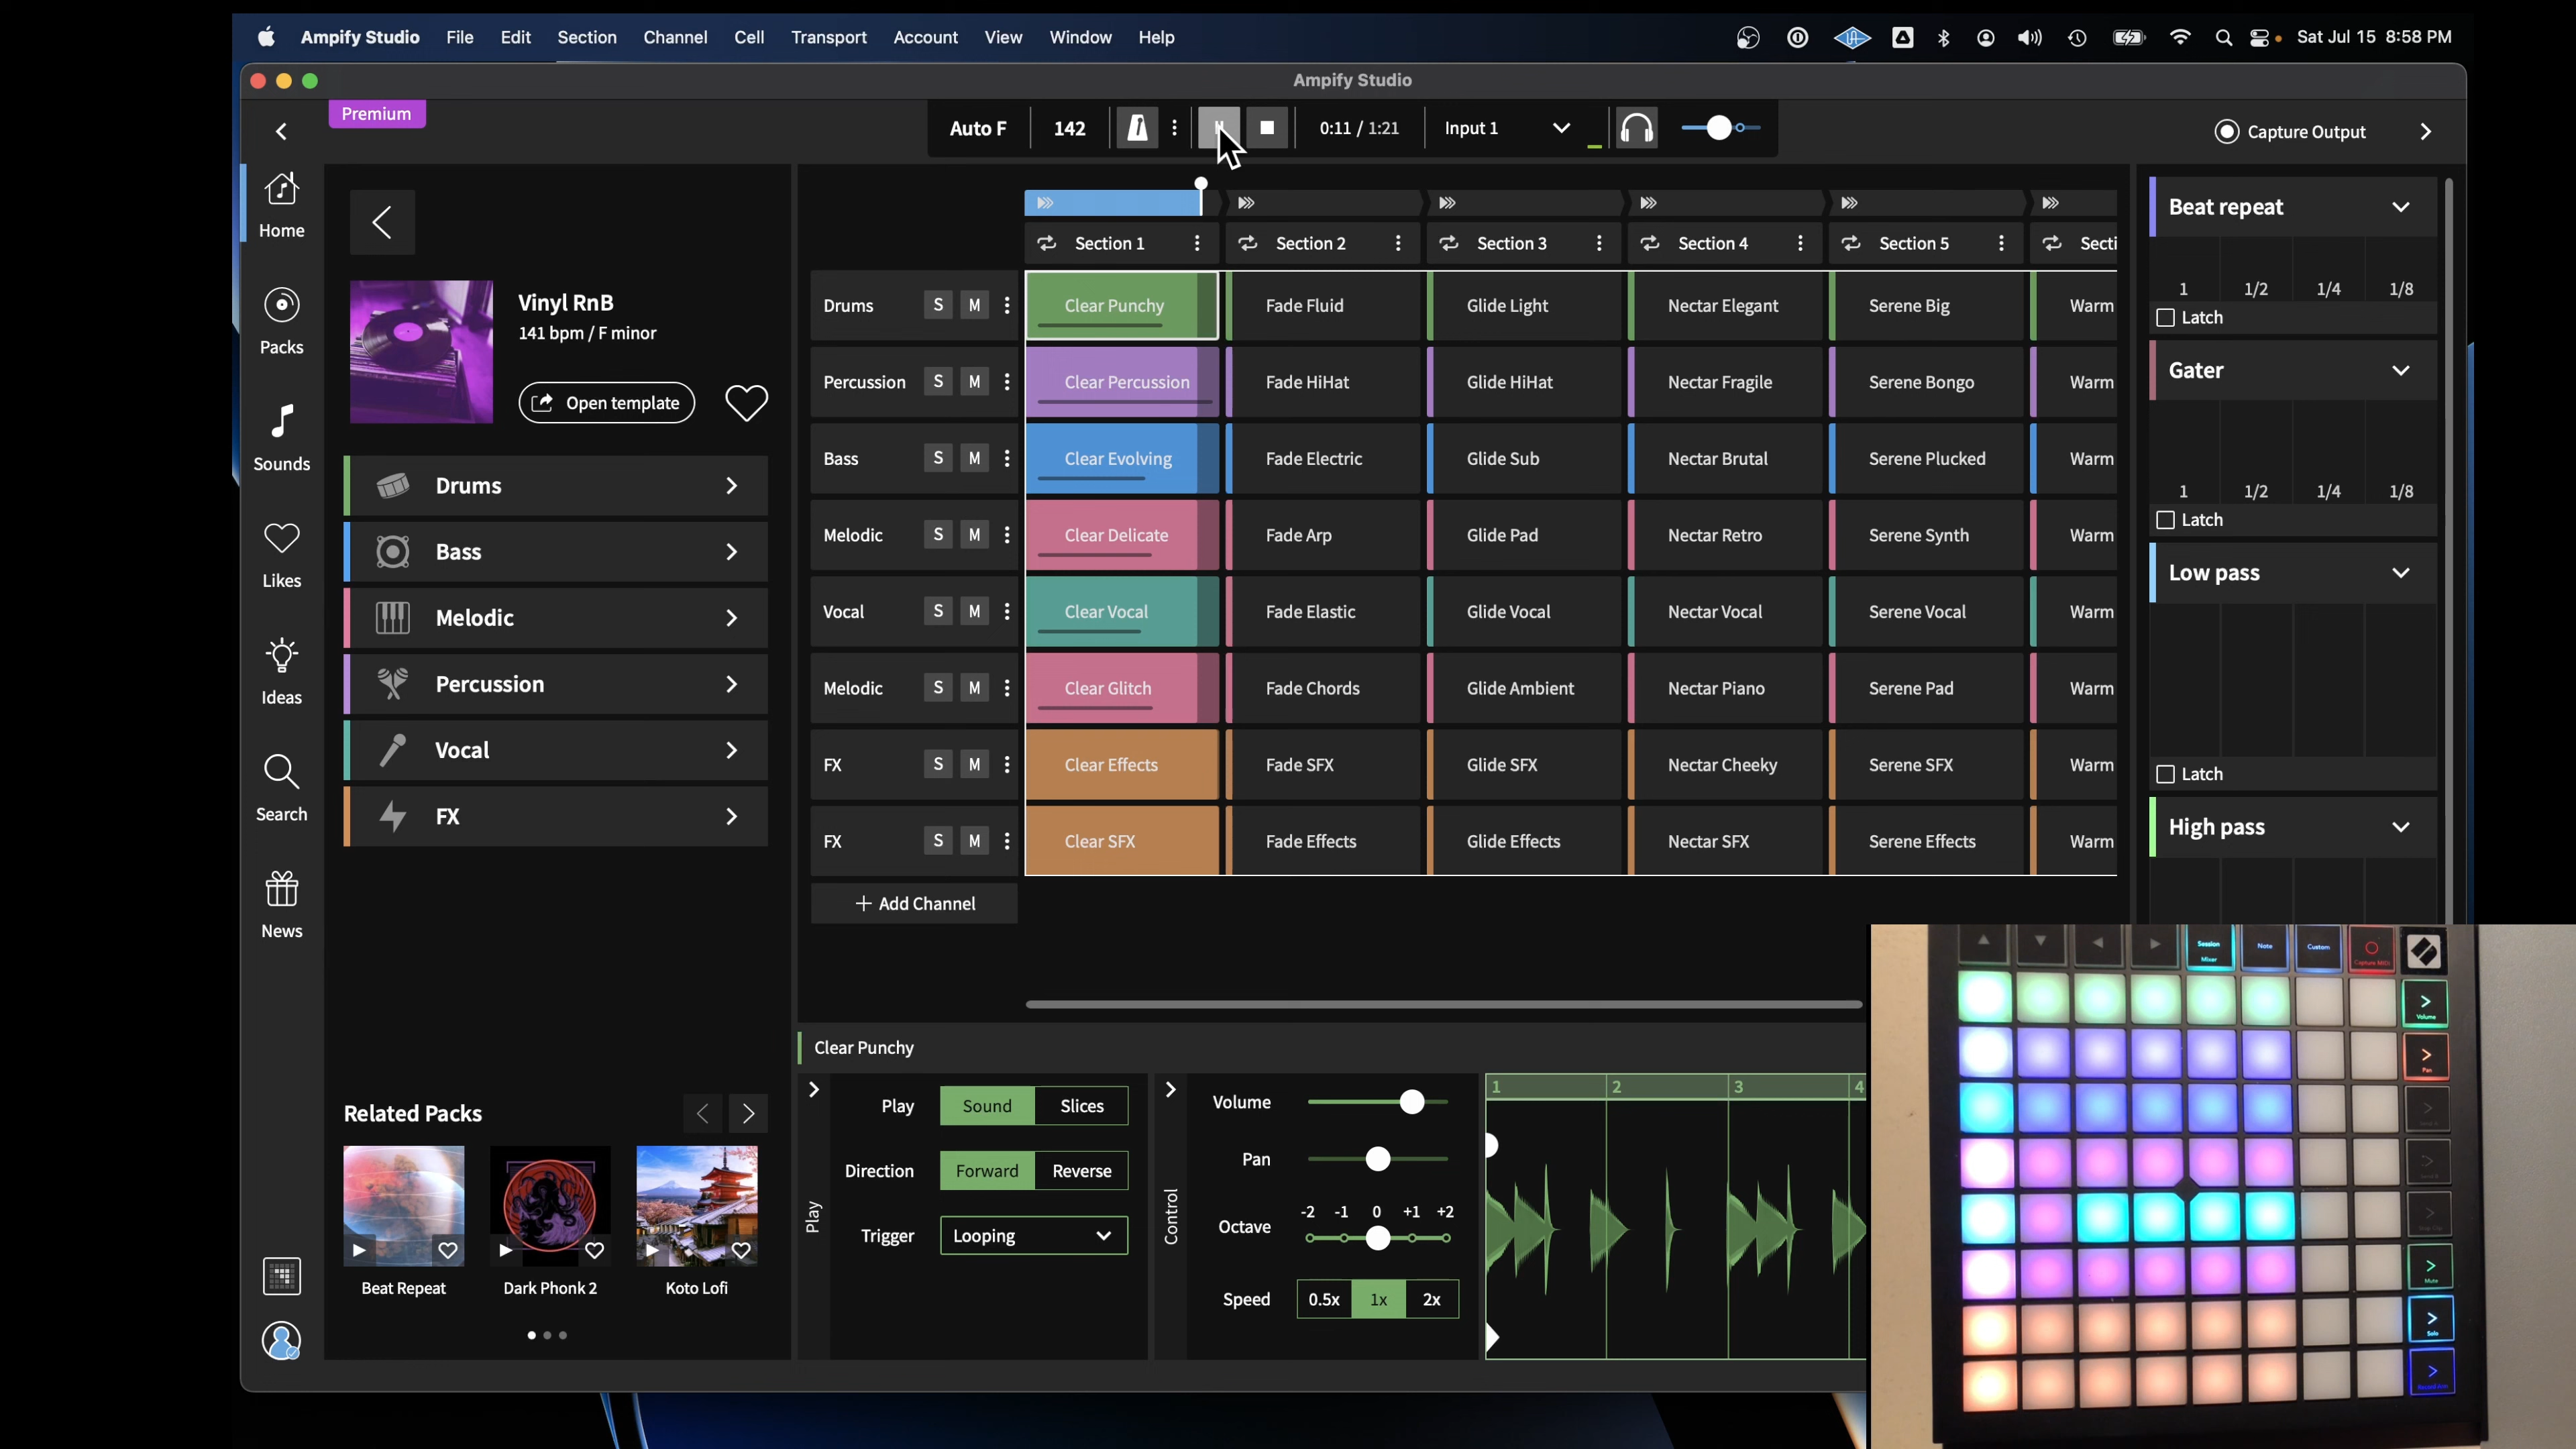 Ampify Studio File Edit Section Channel Cell Transport Account View Window Help Sat Jul 15 8:58 PM
Ampify Studio
Premium
Auto F 142 0:11 / 1:21 Input 1 Capture Output
Home
Packs
Sounds
Likes
Ideas
Search
News
Vinyl RnB
141 bpm / F minor
Open template
Drums
Bass
Melodic
Percussion
Vocal
FX
Related Packs
Beat Repeat Dark Phonk 2 Koto Lofi
Section 1 Section 2 Section 3 Section 4 Section 5 Secti
Drums S M Clear Punchy Fade Fluid Glide Light Nectar Elegant Serene Big Warm
Percussion S M Clear Percussion Fade HiHat Glide HiHat Nectar Fragile Serene Bongo Warm
Bass S M Clear Evolving Fade Electric Glide Sub Nectar Brutal Serene Plucked Warm
Melodic S M Clear Delicate Fade Arp Glide Pad Nectar Retro Serene Synth Warm
Vocal S M Clear Vocal Fade Elastic Glide Vocal Nectar Vocal Serene Vocal Warm
Melodic S M Clear Glitch Fade Chords Glide Ambient Nectar Piano Serene Pad Warm
FX S M Clear Effects Fade SFX Glide SFX Nectar Cheeky Serene SFX Warm
FX S M Clear SFX Fade Effects Glide Effects Nectar SFX Serene Effects Warm
+ Add Channel
Beat repeat
1 1/2 1/4 1/8
Latch
Gater
1 1/2 1/4 1/8
Latch
Low pass
Latch
High pass
Clear Punchy
Play
Play Sound Slices
Direction Forward Reverse
Trigger Looping
Control
Volume
Pan
-2 -1 0 +1 +2
Octave
Speed 0.5x 1x 2x
1 2 3 4
Session
Mixer
Note
Custom
Capture MIDI
Volume
Pan
Mute
Solo